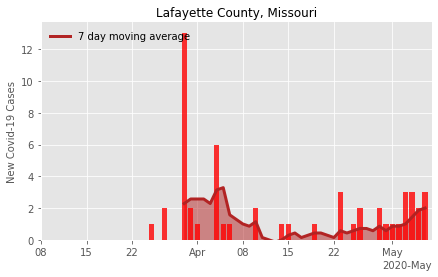 Lafayette County, Missouri
7 day moving average
New Covid-19 Cases
12
10
8
6
4
2
0
08 15 22 Apr 08 15 22 May
2020-May